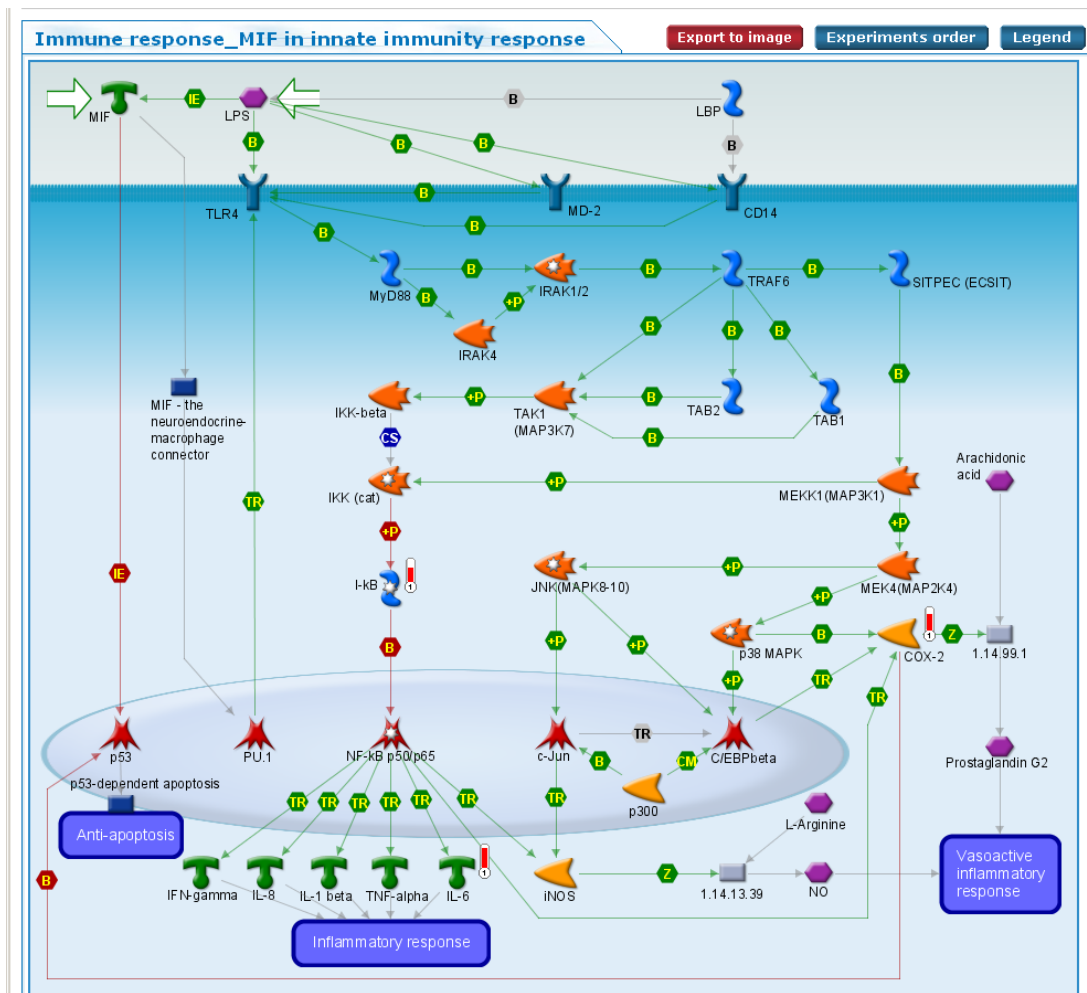 Immune response_MIF in innate immunity response
Export to image
Experiments order
Legend
MIF
IE
LPS
B
LBP
B
B
B
B
TLR4
B
MD-2
CD14
B
B
MyD88
B
IRAK1/2
B
TRAF6
B
SITPEC (ECSIT)
B
+P
IRAK4
B
B
B
B
MIF - the
neuroendocrine-
macrophage
connector
IKK-beta
+P
TAK1
(MAP3K7)
B
TAB2
TAB1
B
CS
Arachidonic
acid
TR
IKK (cat)
+P
MEKK1(MAP3K1)
+P
+P
IE
I-kB
1
JNK(MAPK8-10)
+P
MEK4(MAP2K4)
+P
B
+P
+P
p38 MAPK
B
COX-2
1
Z
1.14.99.1
+P
TR
TR
p53
PU.1
NF-kB p50/p65
c-Jun
TR
C/EBPbeta
B
CM
Prostaglandin G2
p53-dependent apoptosis
p300
TR
TR
TR
TR
TR
TR
TR
L-Arginine
Anti-apoptosis
B
IFN-gamma
IL-8
IL-1 beta
TNF-alpha
IL-6
1
iNOS
Z
1.14.13.39
NO
Vasoactive
inflammatory
response
Inflammatory response